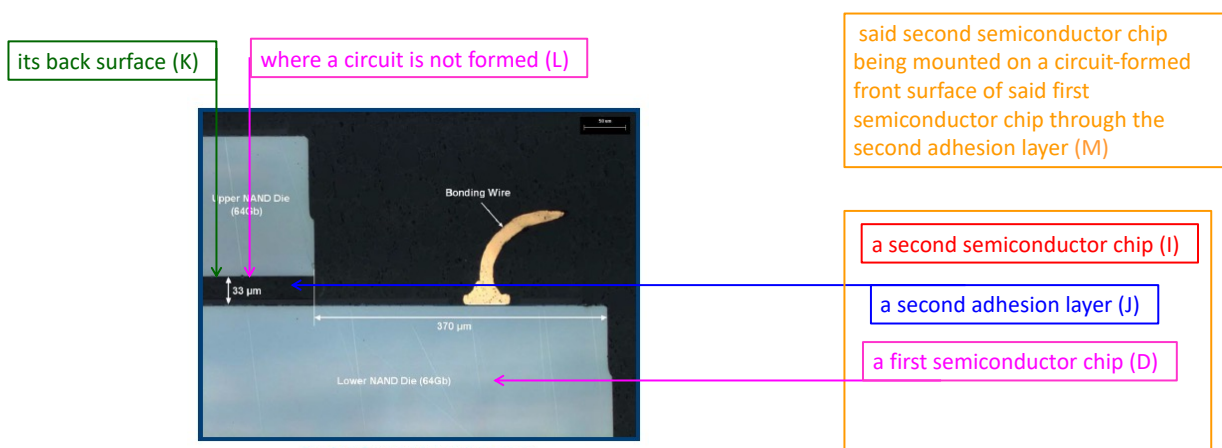 its back surface (K)
where a circuit is not formed (L)
said second semiconductor chip
being mounted on a circuit-formed
front surface of said first
semiconductor chip through the
second adhesion layer (M)
50 um
Upper NAND Die
(64Gb)
Bonding Wire
33 µm
370 µm
Lower NAND Die (64Gb)
a second semiconductor chip (I)
a second adhesion layer (J)
a first semiconductor chip (D)